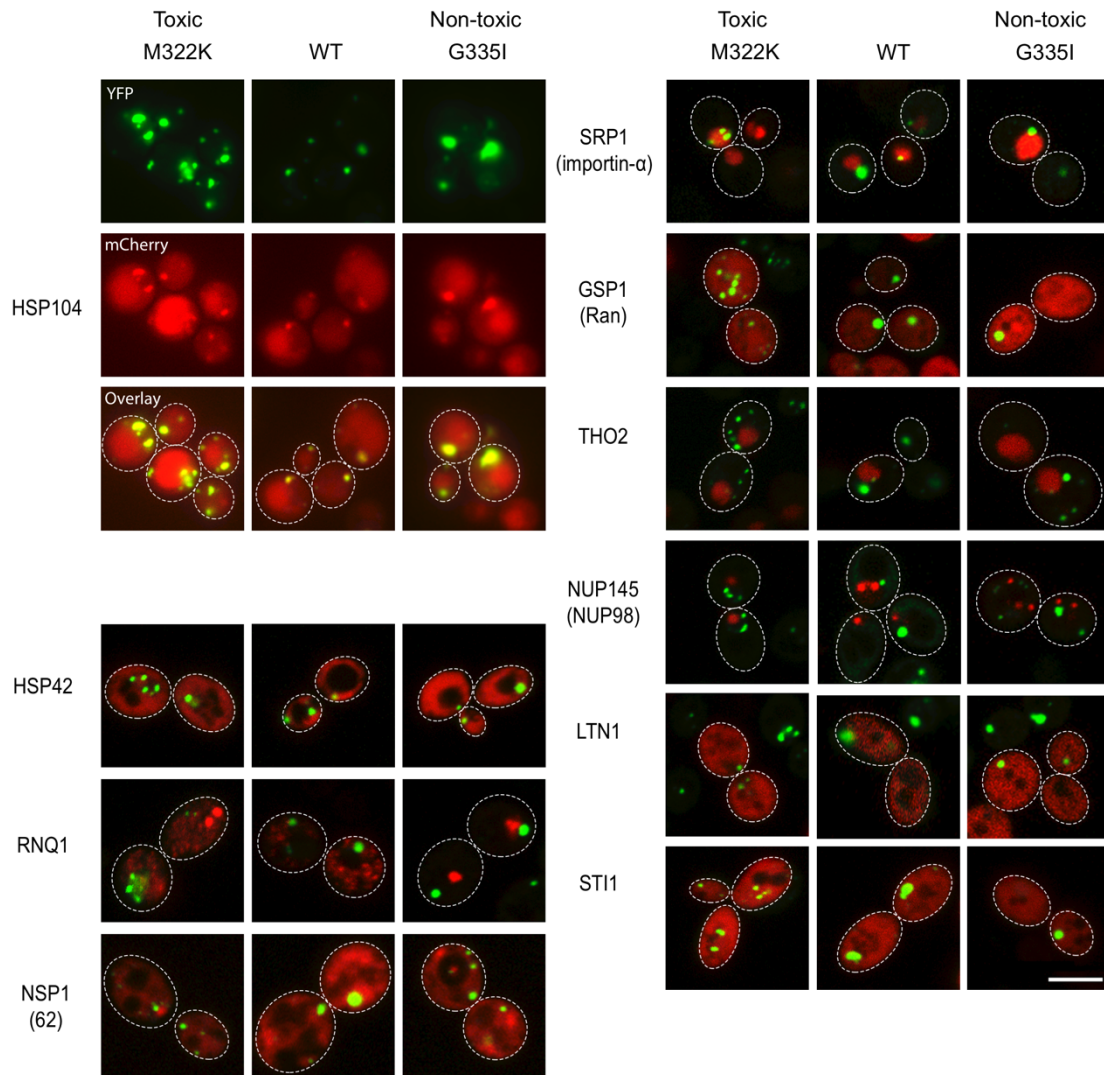 Toxic
M322K
WT
Non-toxic
G335I
YFP
mCherry
HSP104
Overlay
HSP42
RNQ1
NSP1
(62)
Toxic
M322K
WT
Non-toxic
G335I
SRP1
(importin-α)
GSP1
(Ran)
THO2
NUP145
(NUP98)
LTN1
STI1